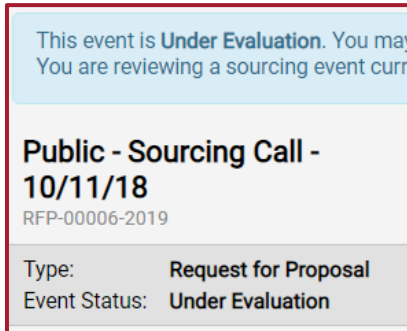 This event is Under Evaluation. You may
You are reviewing a sourcing event curr
Public - Sourcing Call -
10/11/18
RFP-00006-2019
Type: Request for Proposal
Event Status: Under Evaluation